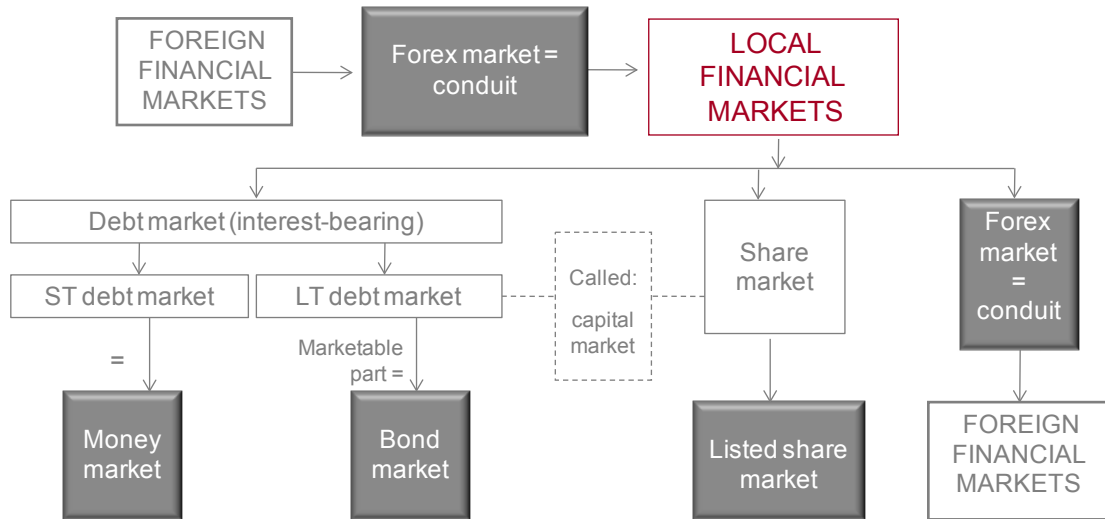 FOREIGN
FINANCIAL
MARKETS
Forex market =
conduit
LOCAL
FINANCIAL
MARKETS
Debt market (interest-bearing)
ST debt market
LT debt market
Called:
capital
market
Share
market
Forex
market
=
conduit
=
Marketable
part =
Money
market
Bond
market
Listed share
market
FOREIGN
FINANCIAL
MARKETS